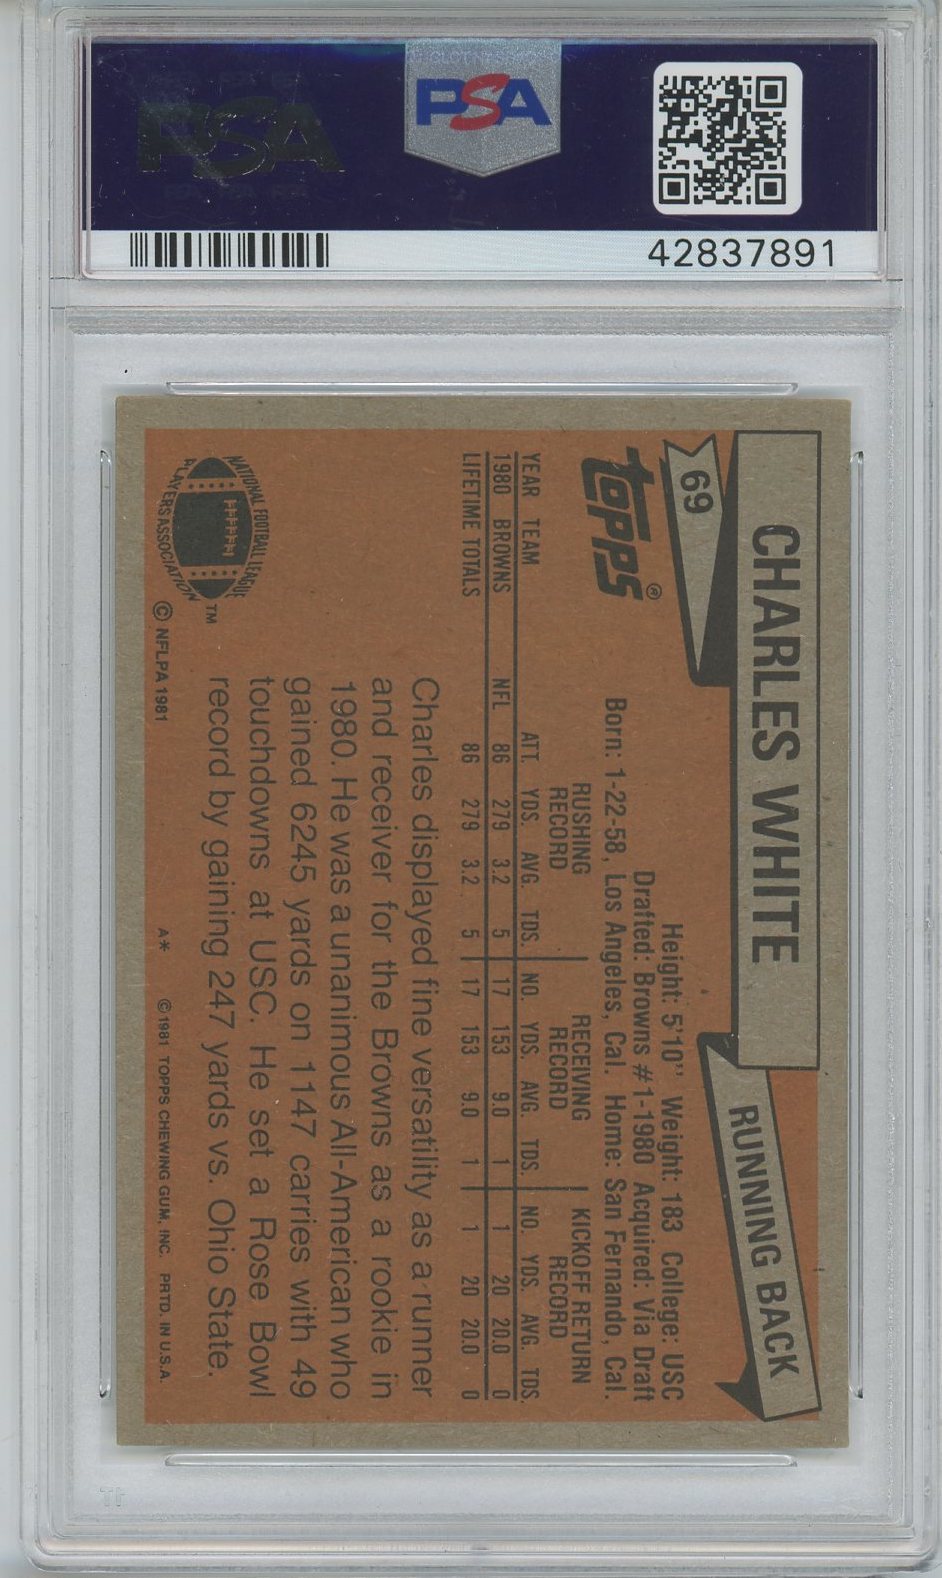 PSA
PSA
42837891
CHARLES WHITE
RUNNING BACK
69
topps®
Height: 5'10" Weight: 183 College: USC
Drafted: Browns #1-1980 Acquired: Via Draft
Born: 1-22-58, Los Angeles, Cal. Home: San Fernando, Cal.
RUSHING RECORD RECEIVING RECORD KICKOFF RETURN RECORD
YEAR TEAM ATT. YDS. AVG. TDS. NO. YDS. AVG. TDS. NO. YDS. AVG. TDS.
1980 BROWNS NFL 86 279 3.2 5 17 153 9.0 1 1 20 20.0 0
LIFETIME TOTALS 86 279 3.2 5 17 153 9.0 1 1 20 20.0 0
Charles displayed fine versatility as a runner
and receiver for the Browns as a rookie in
1980. He was a unanimous All-American who
gained 6245 yards on 1147 carries with 49
touchdowns at USC. He set a Rose Bowl
record by gaining 247 yards vs. Ohio State.
NATIONAL FOOTBALL LEAGUE
PLAYERS ASSOCIATION
TM
© NFLPA 1981
A* ©1981 TOPPS CHEWING GUM, INC. PRTD. IN U.S.A.